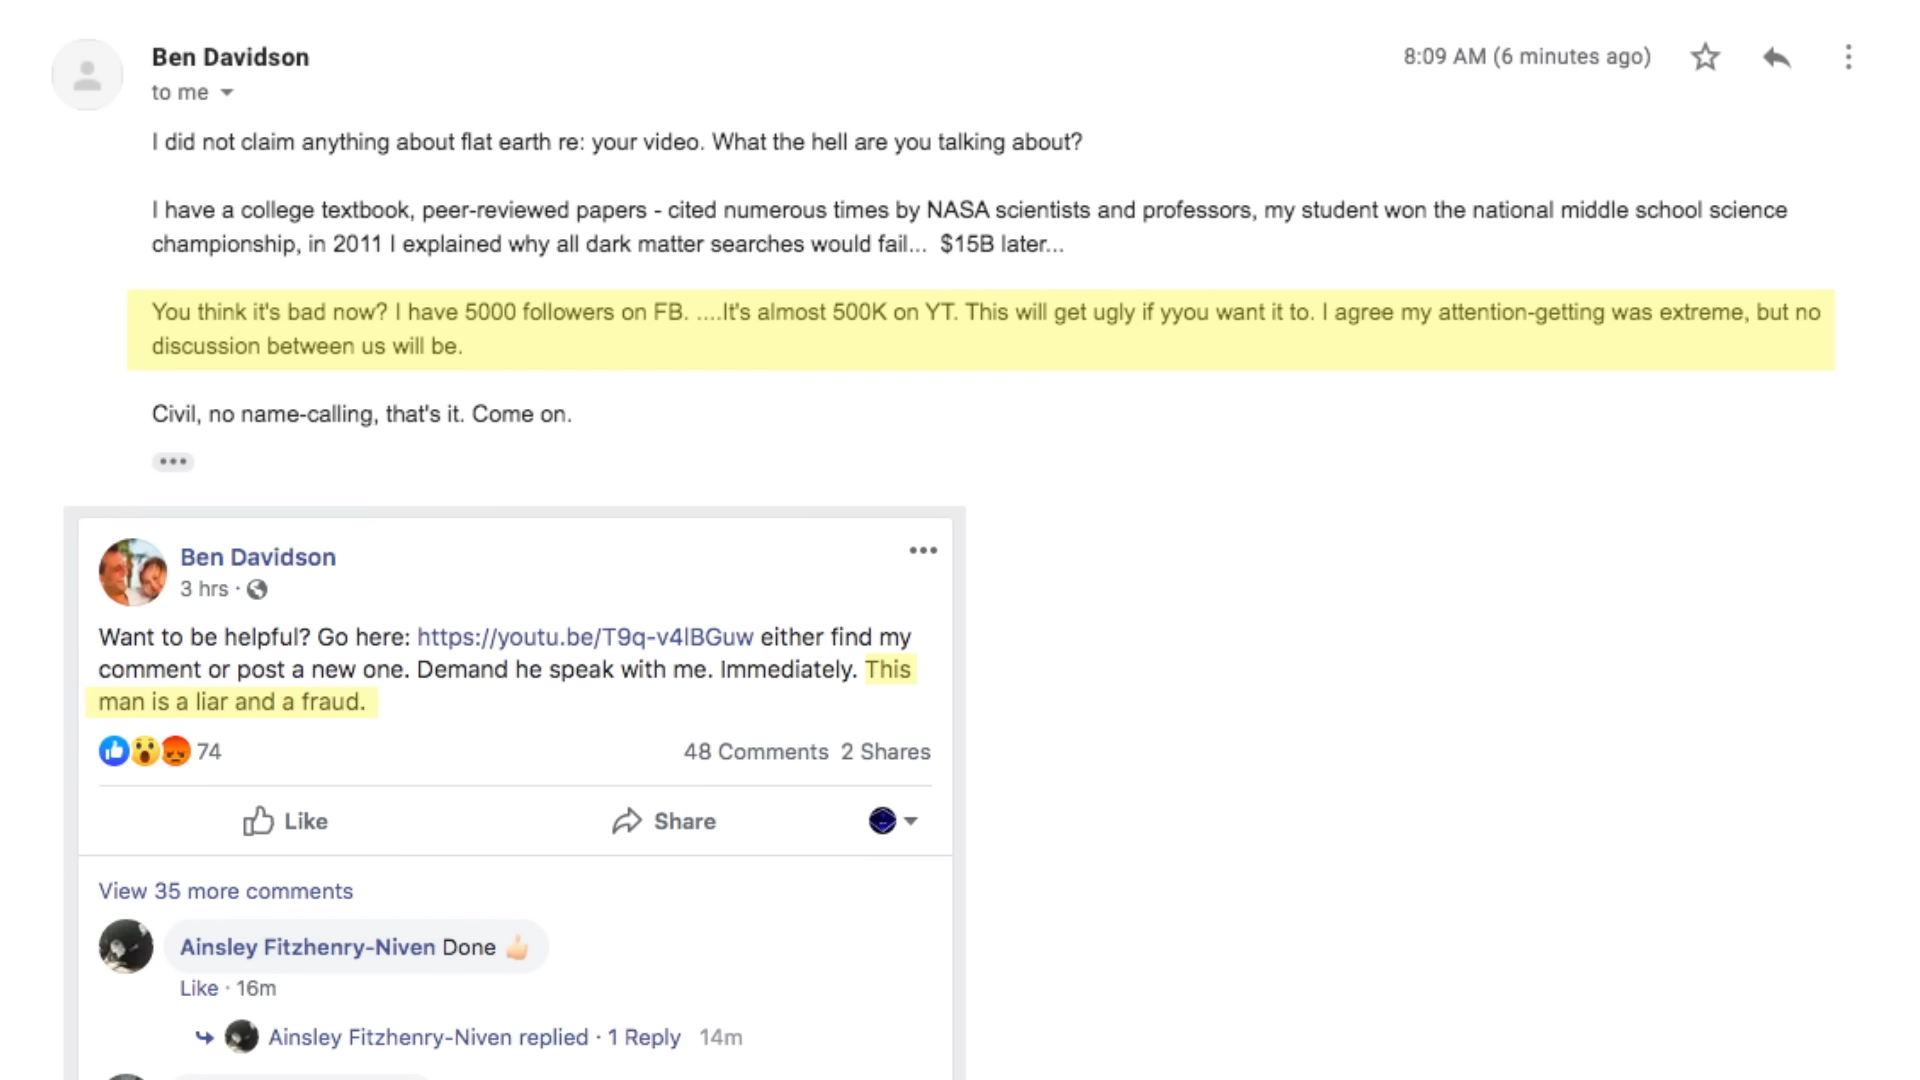 Ben Davidson
8:09 AM (6 minutes ago)
to me
I did not claim anything about flat earth re: your video. What the hell are you talking about?
I have a college textbook, peer-reviewed papers - cited numerous times by NASA scientists and professors, my student won the national middle school science
championship, in 2011 I explained why all dark matter searches would fail... $15B later...
You think it's bad now? I have 5000 followers on FB. ....It's almost 500K on YT. This will get ugly if yyou want it to. I agree my attention-getting was extreme, but no
discussion between us will be.
Civil, no name-calling, that's it. Come on.
Ben Davidson
3 hrs ·
Want to be helpful? Go here: https://youtu.be/T9q-v4lBGuw either find my
comment or post a new one. Demand he speak with me. Immediately. This
man is a liar and a fraud.
74
48 Comments 2 Shares
Like
Share
View 35 more comments
Ainsley Fitzhenry-Niven Done 👍🏻
Like · 16m
Ainsley Fitzhenry-Niven replied · 1 Reply 14m